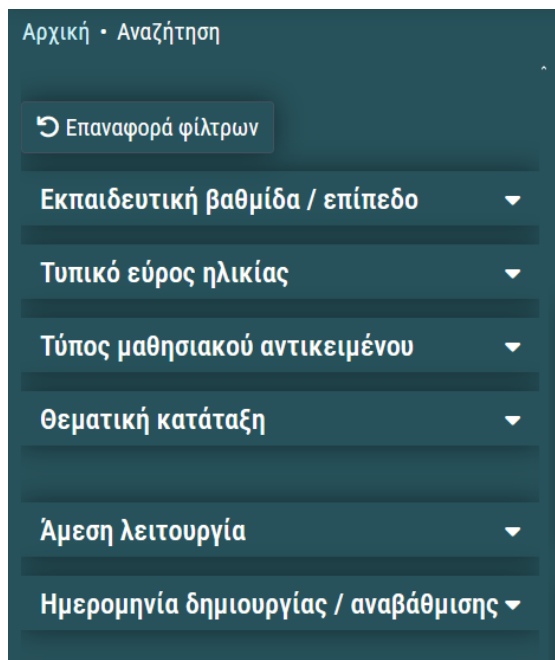 Αρχική • Αναζήτηση
Επαναφορά φίλτρων
Εκπαιδευτική βαθμίδα / επίπεδο
Τυπικό εύρος ηλικίας
Τύπος μαθησιακού αντικειμένου
Θεματική κατάταξη
Άμεση λειτουργία
Ημερομηνία δημιουργίας / αναβάθμισης